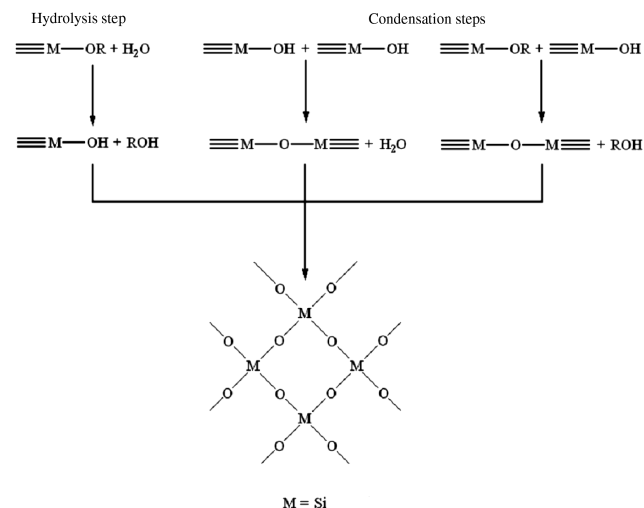 Hydrolysis step
Condensation steps
≡M—OR + H₂O
≡M—OH + ≡M—OH
≡M—OR + ≡M—OH
≡M—OH + ROH
≡M—O—M≡ + H₂O
≡M—O—M≡ + ROH
O O
M
O O O O
M M
O O O O
M
O O
M = Si